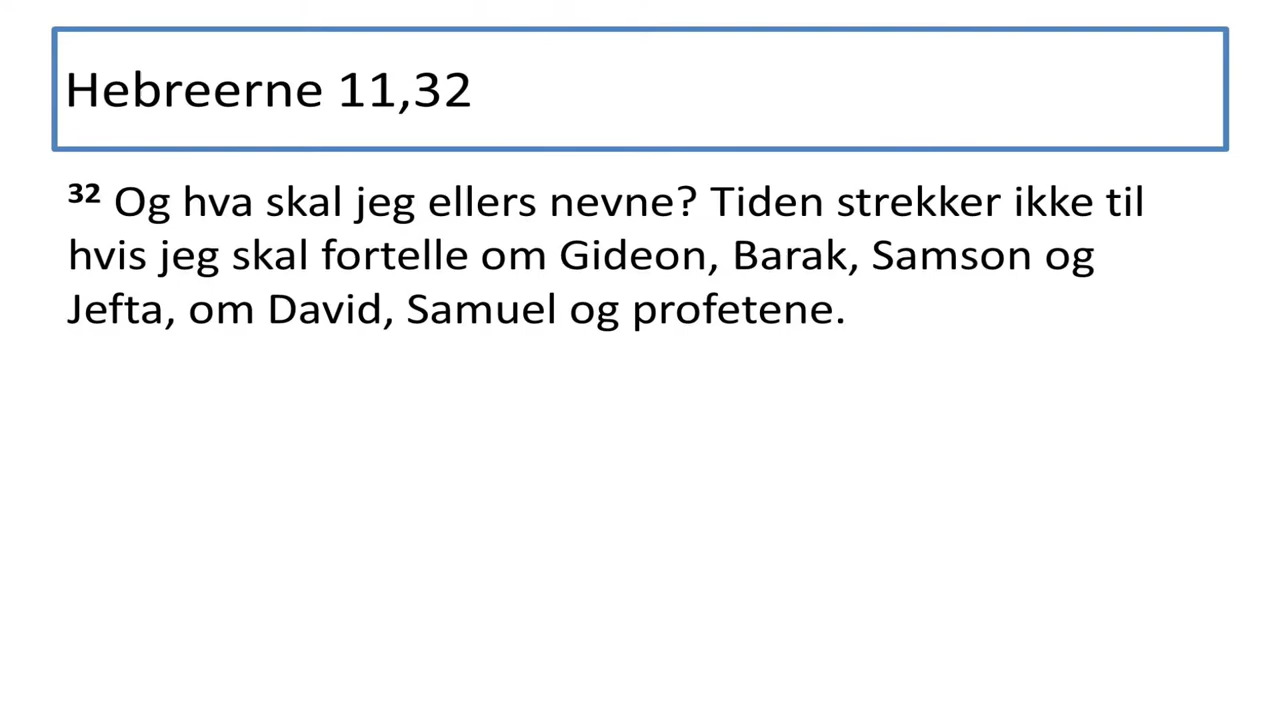 Hebreerne 11,32
32 Og hva skal jeg ellers nevne? Tiden strekker ikke til
hvis jeg skal fortelle om Gideon, Barak, Samson og
Jefta, om David, Samuel og profetene.